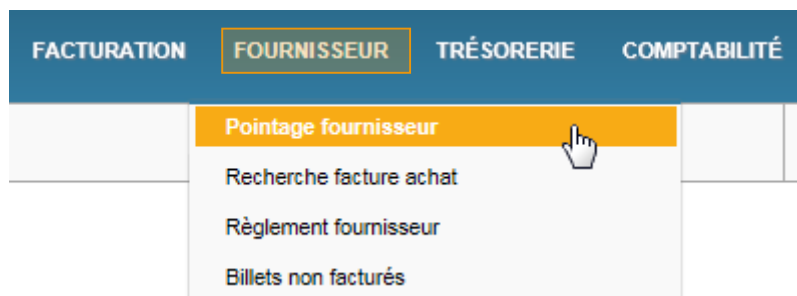 FACTURATION FOURNISSEUR TRÉSORERIE COMPTABILITÉ
Pointage fournisseur
Recherche facture achat
Règlement fournisseur
Billets non facturés